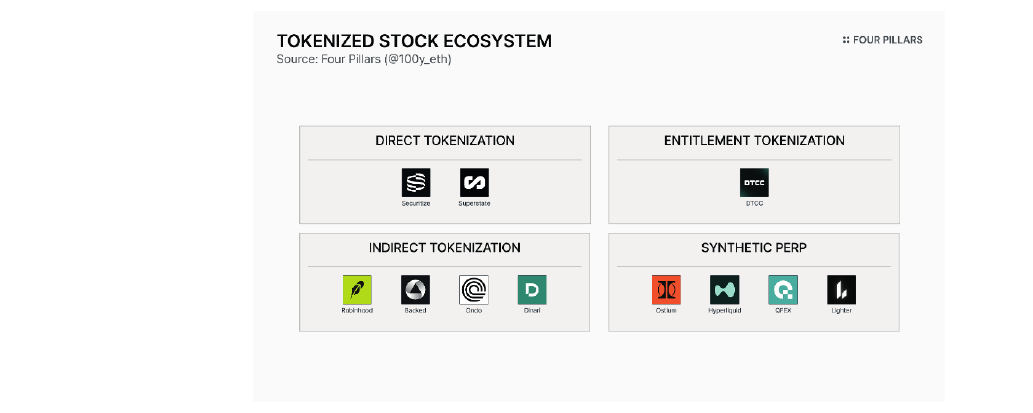 TOKENIZED STOCK ECOSYSTEM
FOUR PILLARS
Source: Four Pillars (@100y_eth)
DIRECT TOKENIZATION
Securitize
Superstate
ENTITLEMENT TOKENIZATION
DTCC
DTCC
INDIRECT TOKENIZATION
Robinhood
Backed
Ondo
Dinari
SYNTHETIC PERP
Ostium
Hyperliquid
QFEX
Lighter